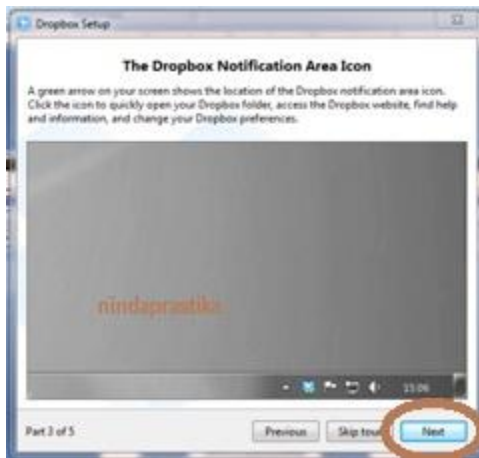 Dropbox Setup
The Dropbox Notification Area Icon
A green arrow on your screen shows the location of the Dropbox notification area icon.
Click the icon to quickly open your Dropbox folder, access the Dropbox website, find help
and information, and change your Dropbox preferences.
nindaprastika
15:06
Part 3 of 5
Previous
Skip tour
Next